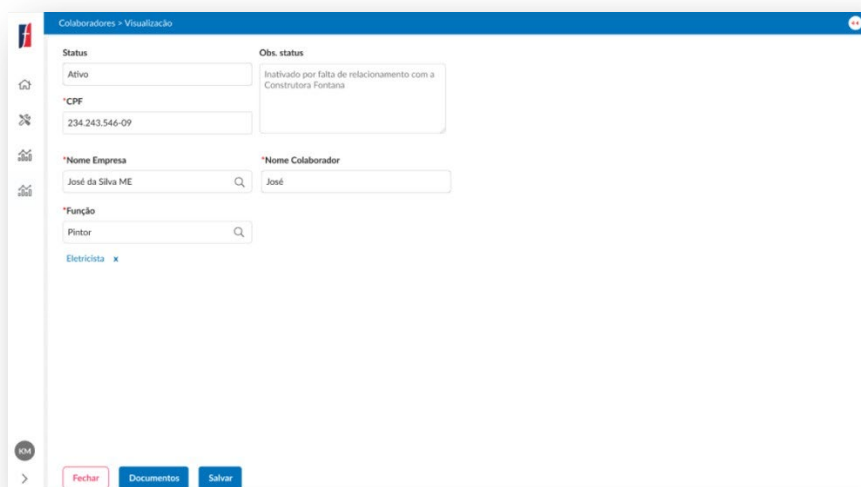 Colaboradores > Visualizacão
Status
Obs. status
Ativo
Inativado por falta de relacionamento com a
Construtora Fontana
*CPF
234.243.546-09
*Nome Empresa
*Nome Colaborador
José da Silva ME
José
*Função
Pintor
Eletricista x
KM
Fechar
Documentos
Salvar